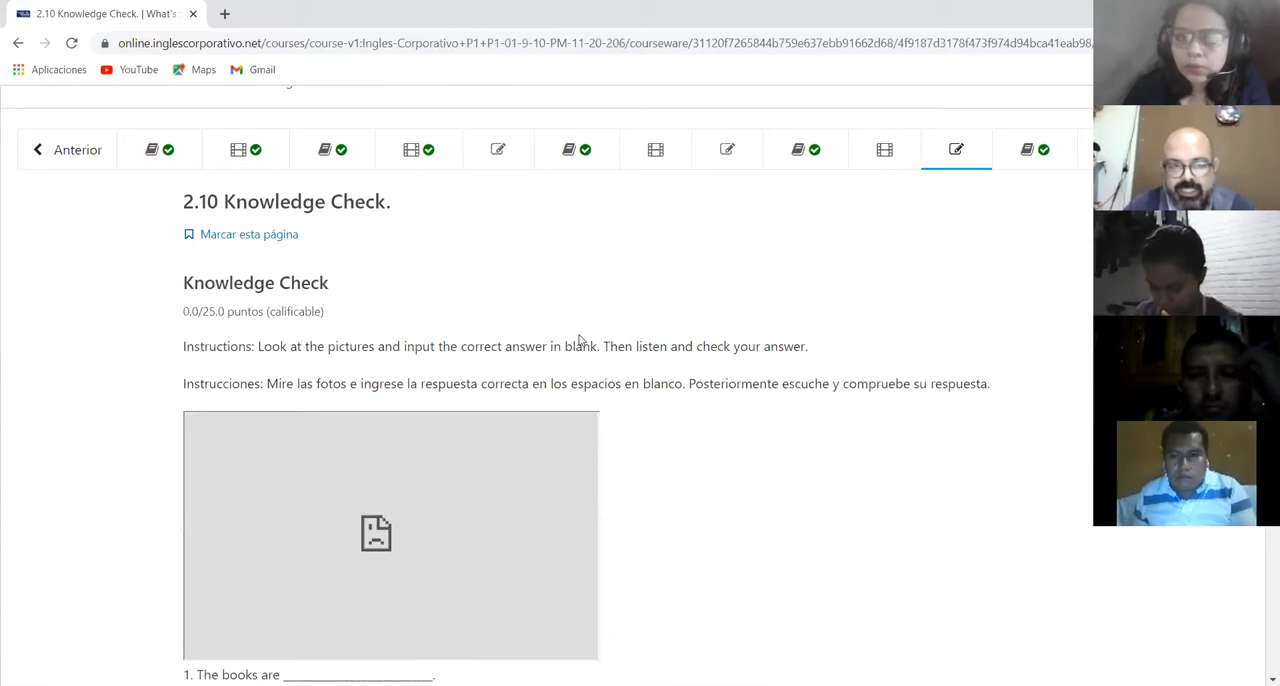 2.10 Knowledge Check. | What's
online.inglescorporativo.net/courses/course-v1:Ingles-Corporativo+P1+P1-01-9-10-PM-11-20-206/courseware/31120f7265844b759e637ebb91662d68/4f9187d3178f473f974d94bca41eab98/
Aplicaciones YouTube Maps Gmail
Anterior
2.10 Knowledge Check.
Marcar esta página
Knowledge Check
0.0/25.0 puntos (calificable)
Instructions: Look at the pictures and input the correct answer in blank. Then listen and check your answer.
Instrucciones: Mire las fotos e ingrese la respuesta correcta en los espacios en blanco. Posteriormente escuche y compruebe su respuesta.
1. The books are ______________________.